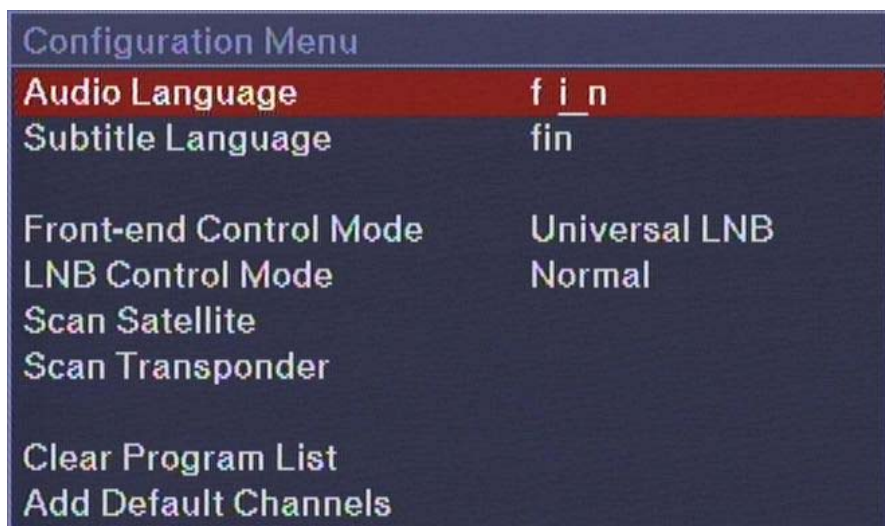 Configuration Menu
Audio Language f i_n
Subtitle Language fin
Front-end Control Mode Universal LNB
LNB Control Mode Normal
Scan Satellite
Scan Transponder
Clear Program List
Add Default Channels